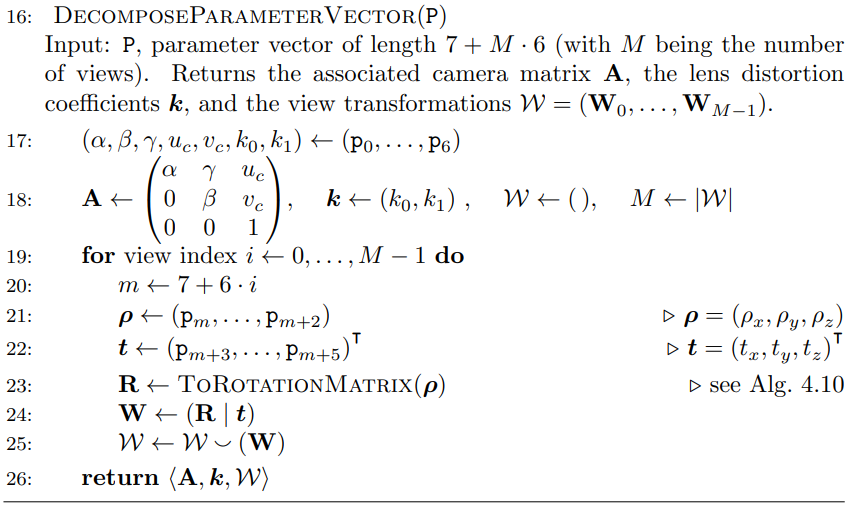 16: DECOMPOSEPARAMETERVECTOR(P)
Input: P, parameter vector of length 7 + M · 6 (with M being the number
of views). Returns the associated camera matrix A, the lens distortion
coefficients k, and the view transformations 𝒲 = (W₀, . . . , W_{M−1}).
17: (α, β, γ, u_c, v_c, k₀, k₁) ← (p₀, . . . , p₆)
18: A ← (α γ u_c
0 β v_c
0 0 1), k ← (k₀, k₁) , 𝒲 ← ( ), M ← |𝒲|
19: for view index i ← 0, . . . , M − 1 do
20: m ← 7 + 6 · i
21: ρ ← (p_m, . . . , p_{m+2}) ▷ ρ = (ρ_x, ρ_y, ρ_z)
22: t ← (p_{m+3}, . . . , p_{m+5})ᵀ ▷ t = (t_x, t_y, t_z)ᵀ
23: R ← TOROTATIONMATRIX(ρ) ▷ see Alg. 4.10
24: W ← (R | t)
25: 𝒲 ← 𝒲 ⌣ (W)
26: return ⟨A, k, 𝒲⟩